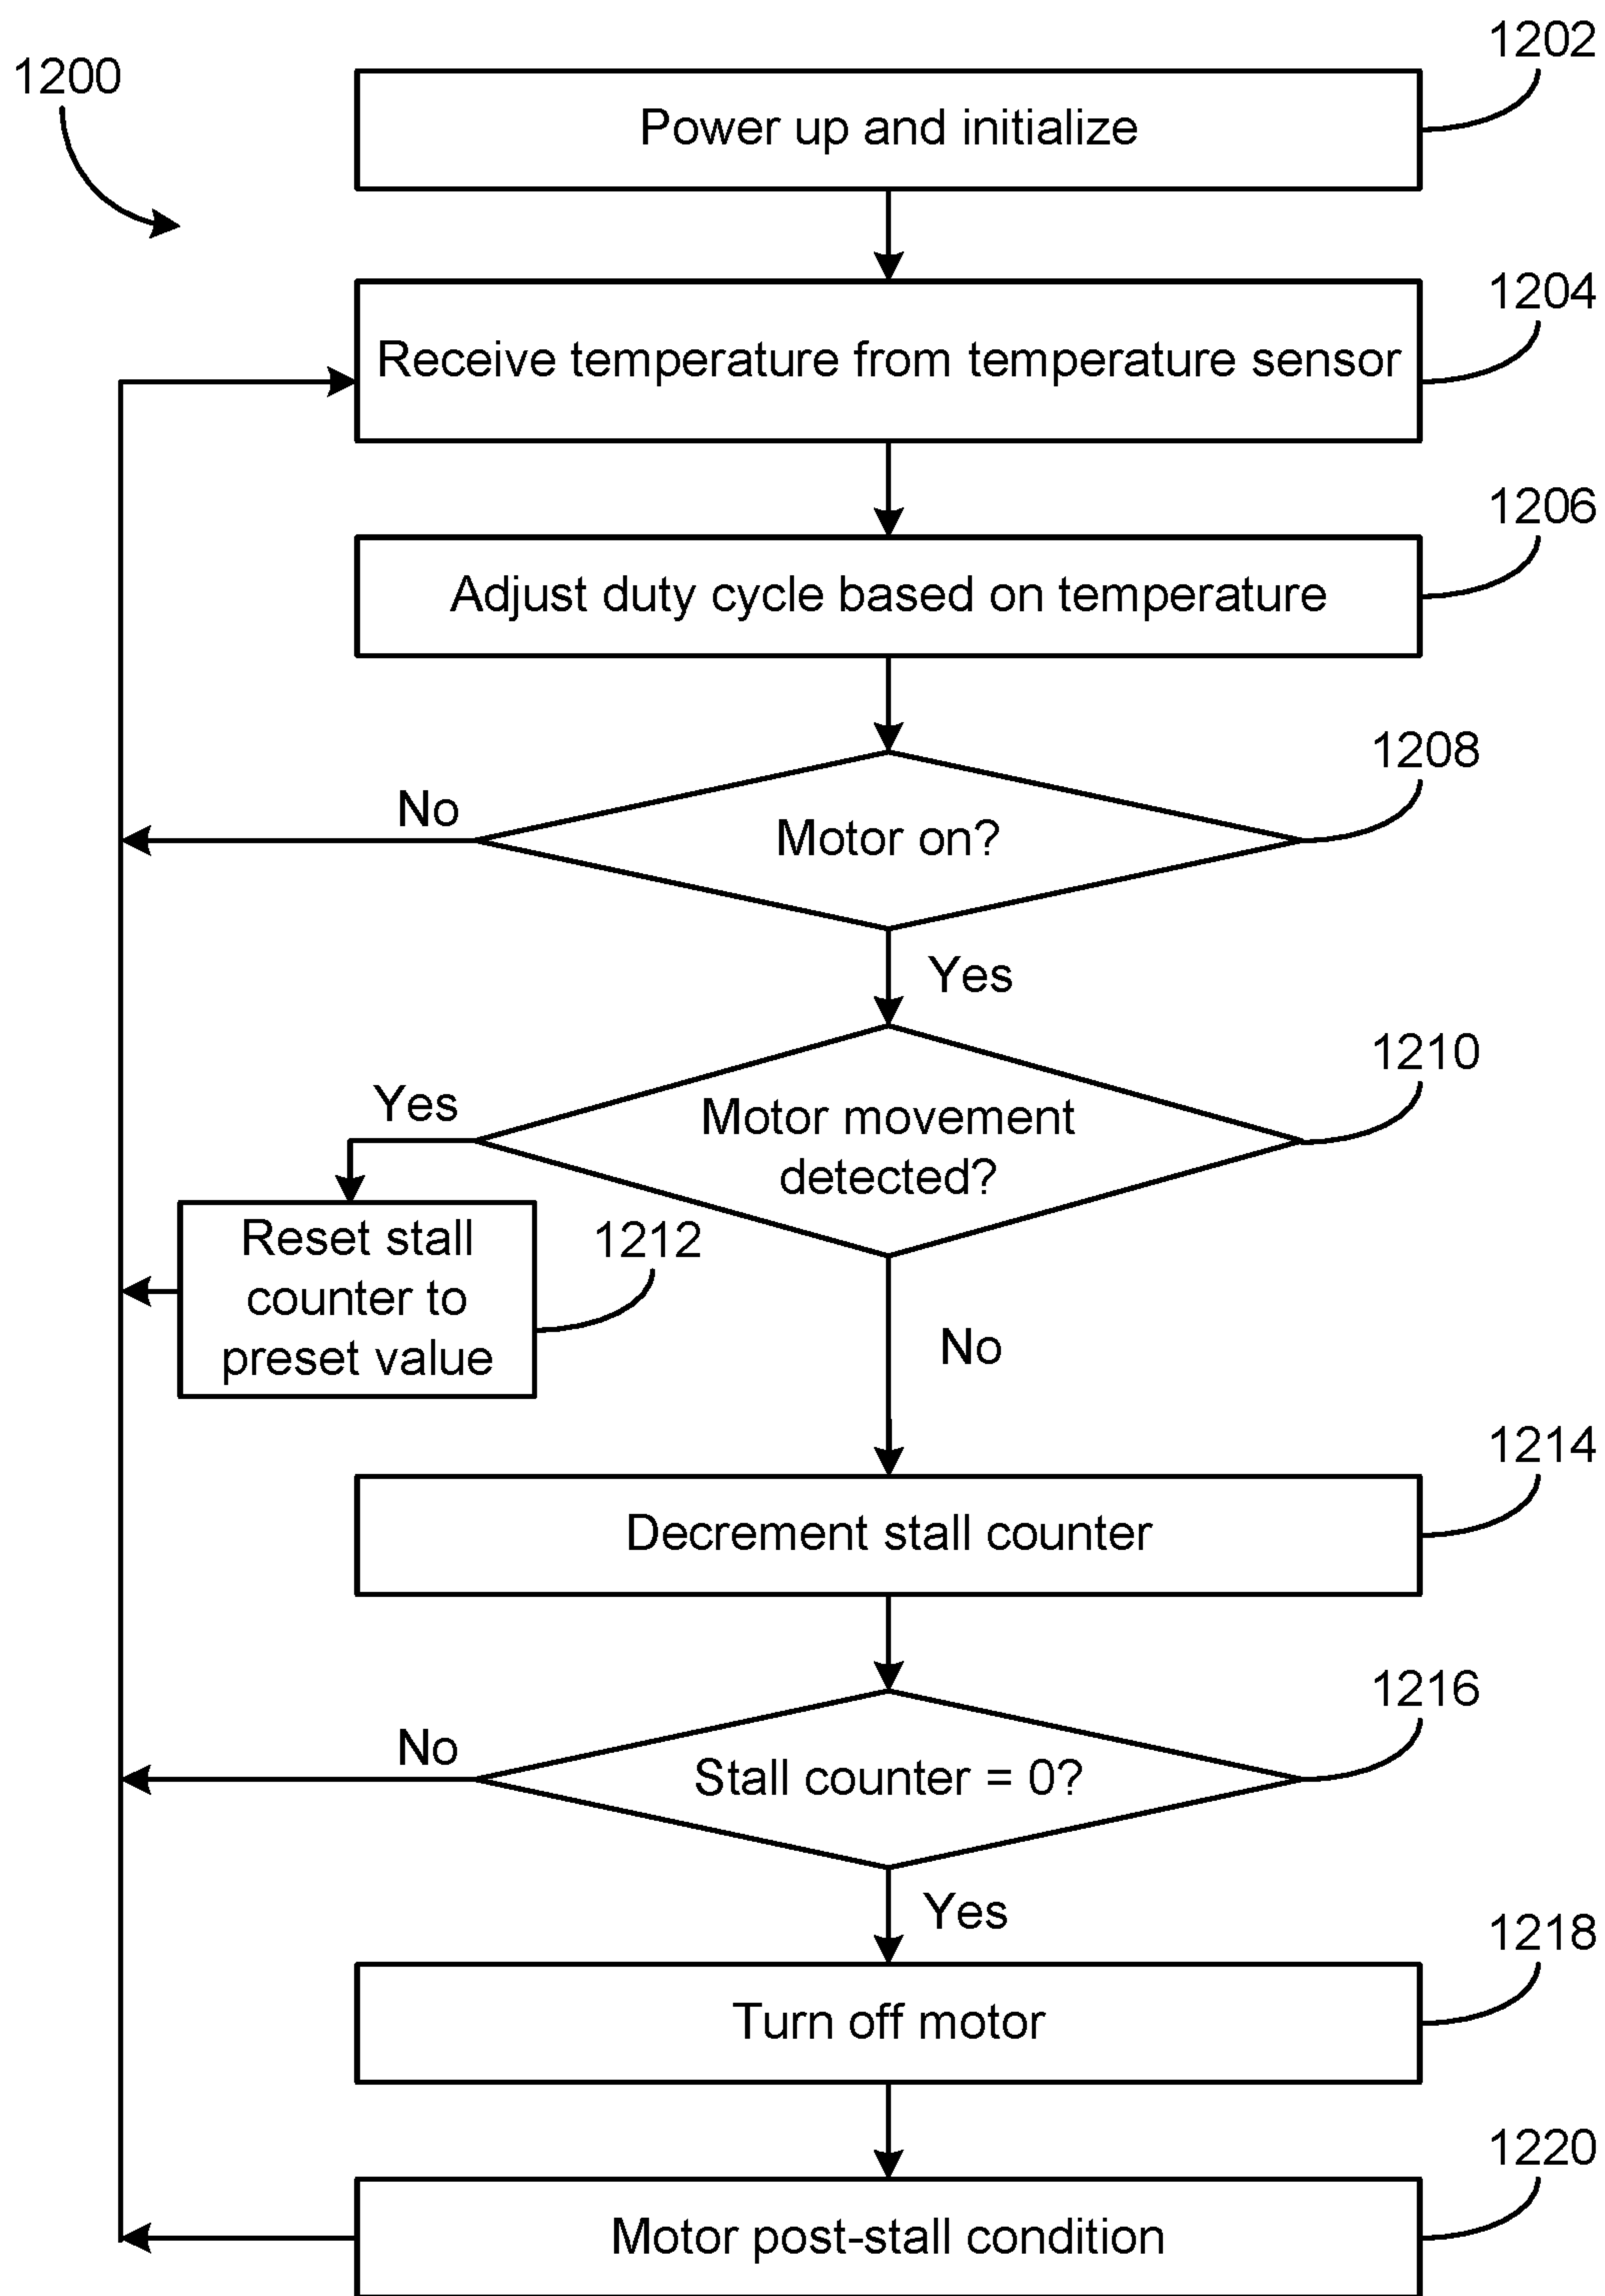 1200
1202
Power up and initialize
1204
Receive temperature from temperature sensor
1206
Adjust duty cycle based on temperature
1208
No
Motor on?
Yes
1210
Yes
Motor movement
detected?
Reset stall
counter to
preset value
1212
No
1214
Decrement stall counter
1216
No
Stall counter = 0?
Yes
1218
Turn off motor
1220
Motor post-stall condition